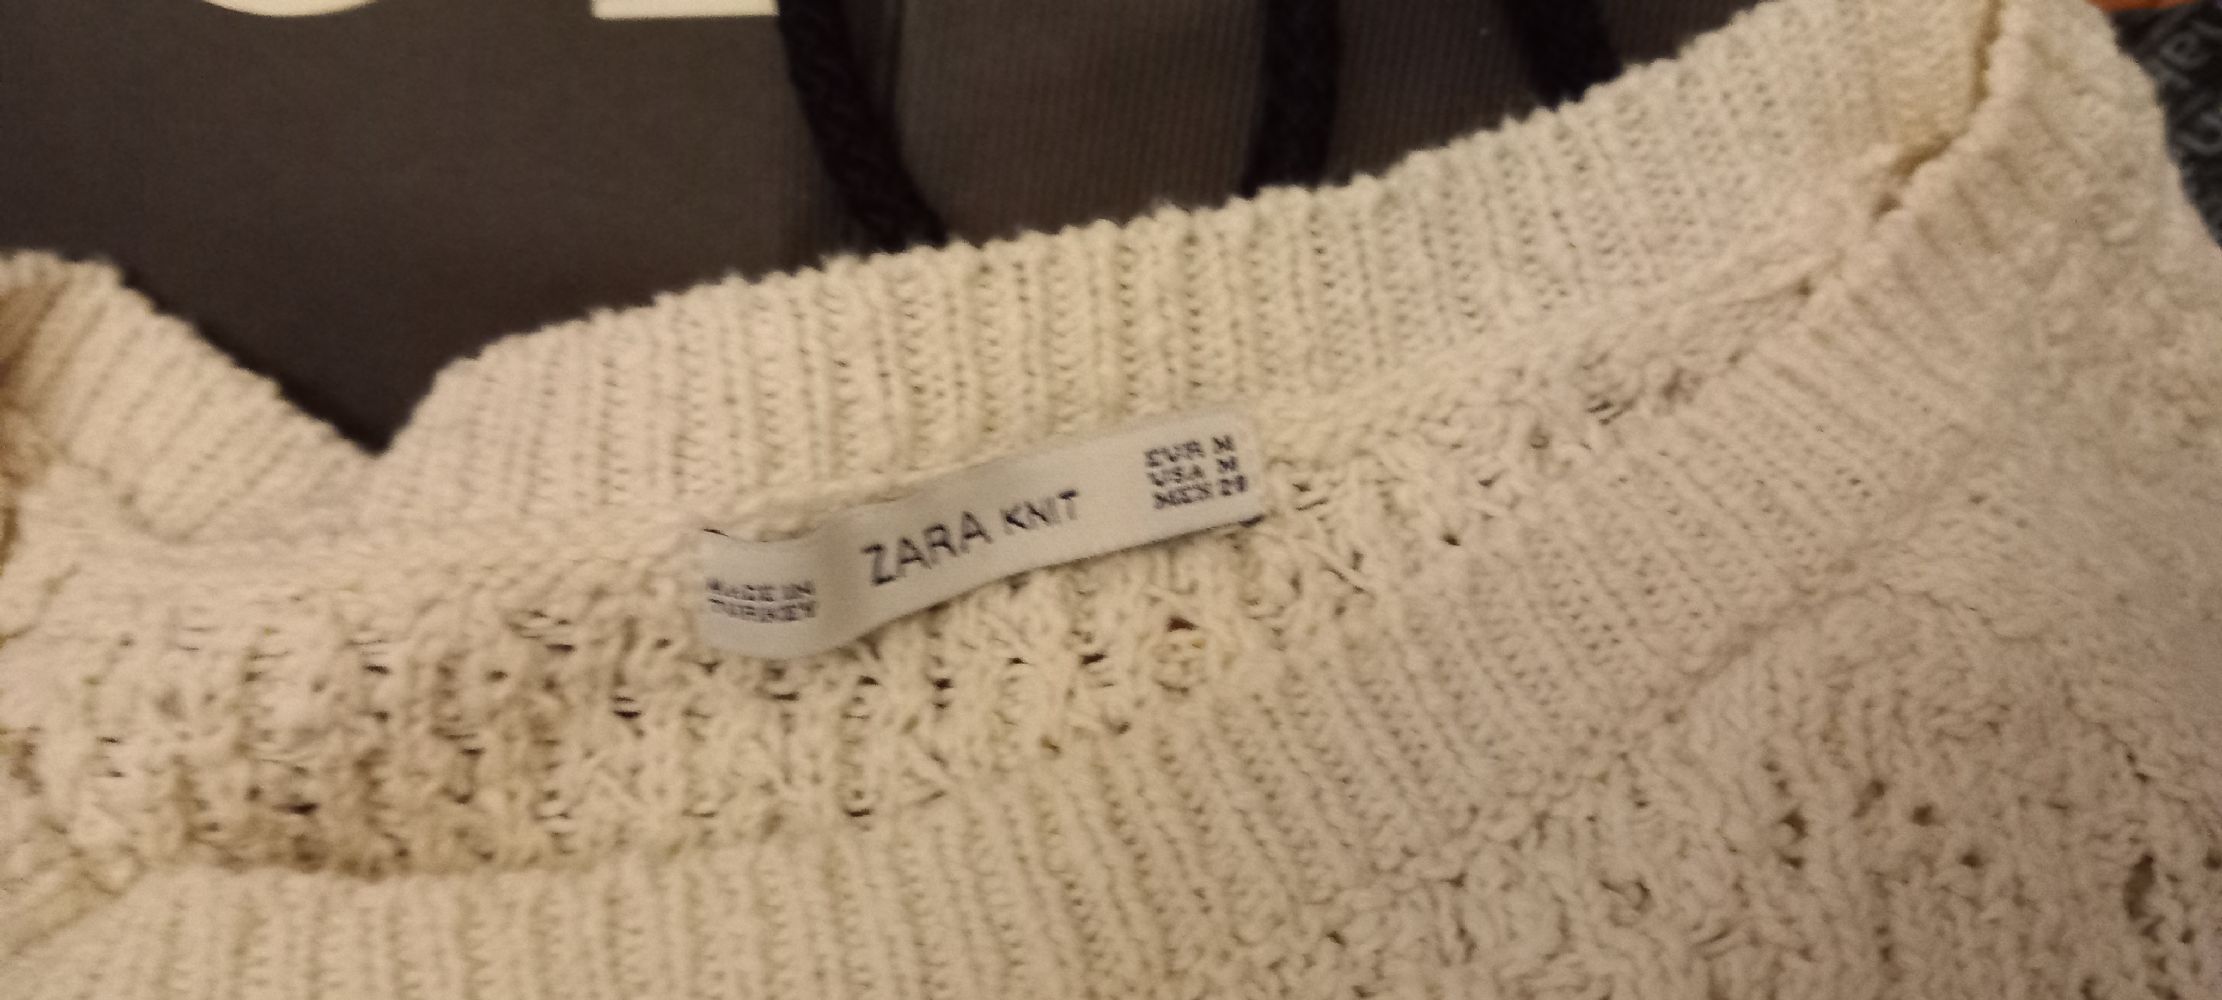 MADE IN
TURKEY
ZARA KNIT
EUR M
USA M
MEX 28